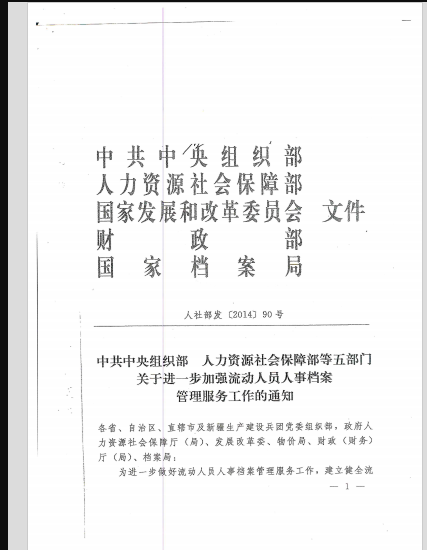 中共中央组织部
人力资源社会保障部
国家发展和改革委员会 文件
财政部
国家档案局
人社部发〔2014〕90号
中共中央组织部 人力资源社会保障部等五部门
关于进一步加强流动人员人事档案
管理服务工作的通知
各省、自治区、直辖市及新疆生产建设兵团党委组织部，政府人
力资源社会保障厅（局）、发展改革委、物价局、财政（财务）
厅（局）、档案局：
为进一步做好流动人员人事档案管理服务工作，建立健全流
— 1 —